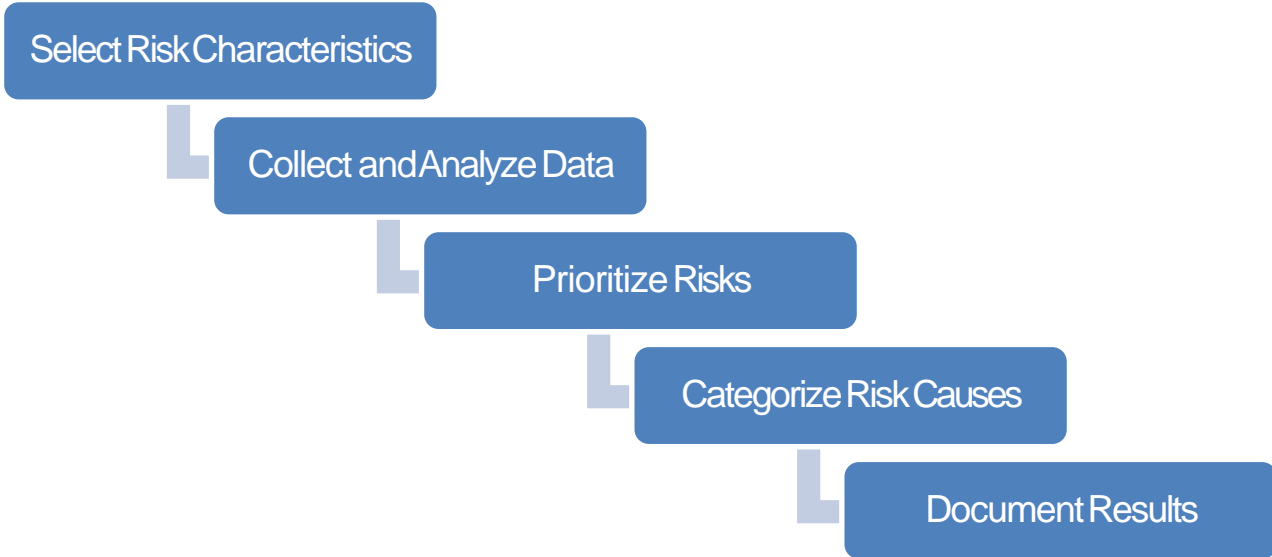 Select Risk Characteristics
Collect and Analyze Data
Prioritize Risks
Categorize Risk Causes
Document Results